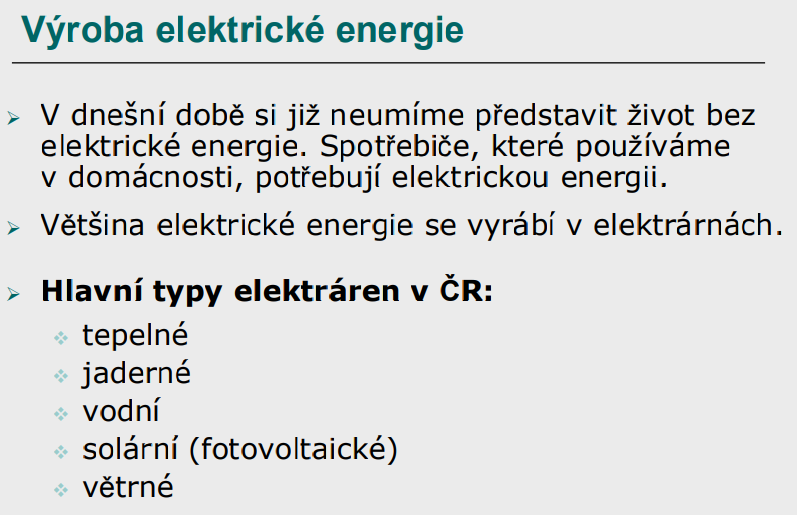 Výroba elektrické energie
V dnešní době si již neumíme představit život bez
elektrické energie. Spotřebiče, které používáme
v domácnosti, potřebují elektrickou energii.
Většina elektrické energie se vyrábí v elektrárnách.
Hlavní typy elektráren v ČR:
tepelné
jaderné
vodní
solární (fotovoltaické)
větrné